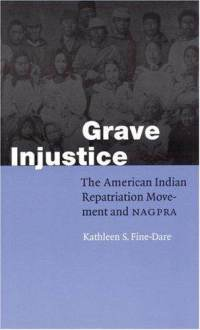 Grave
Injustice
The American Indian
Repatriation Move-
ment and NAGPRA
Kathleen S. Fine-Dare